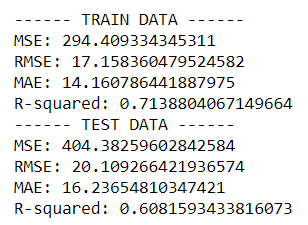 ------ TRAIN DATA ------
MSE: 294.409334345311
RMSE: 17.158360479524582
MAE: 14.160786441887975
R-squared: 0.7138804067149664
------ TEST DATA ------
MSE: 404.38259602842584
RMSE: 20.109266421936574
MAE: 16.23654810347421
R-squared: 0.6081593433816073